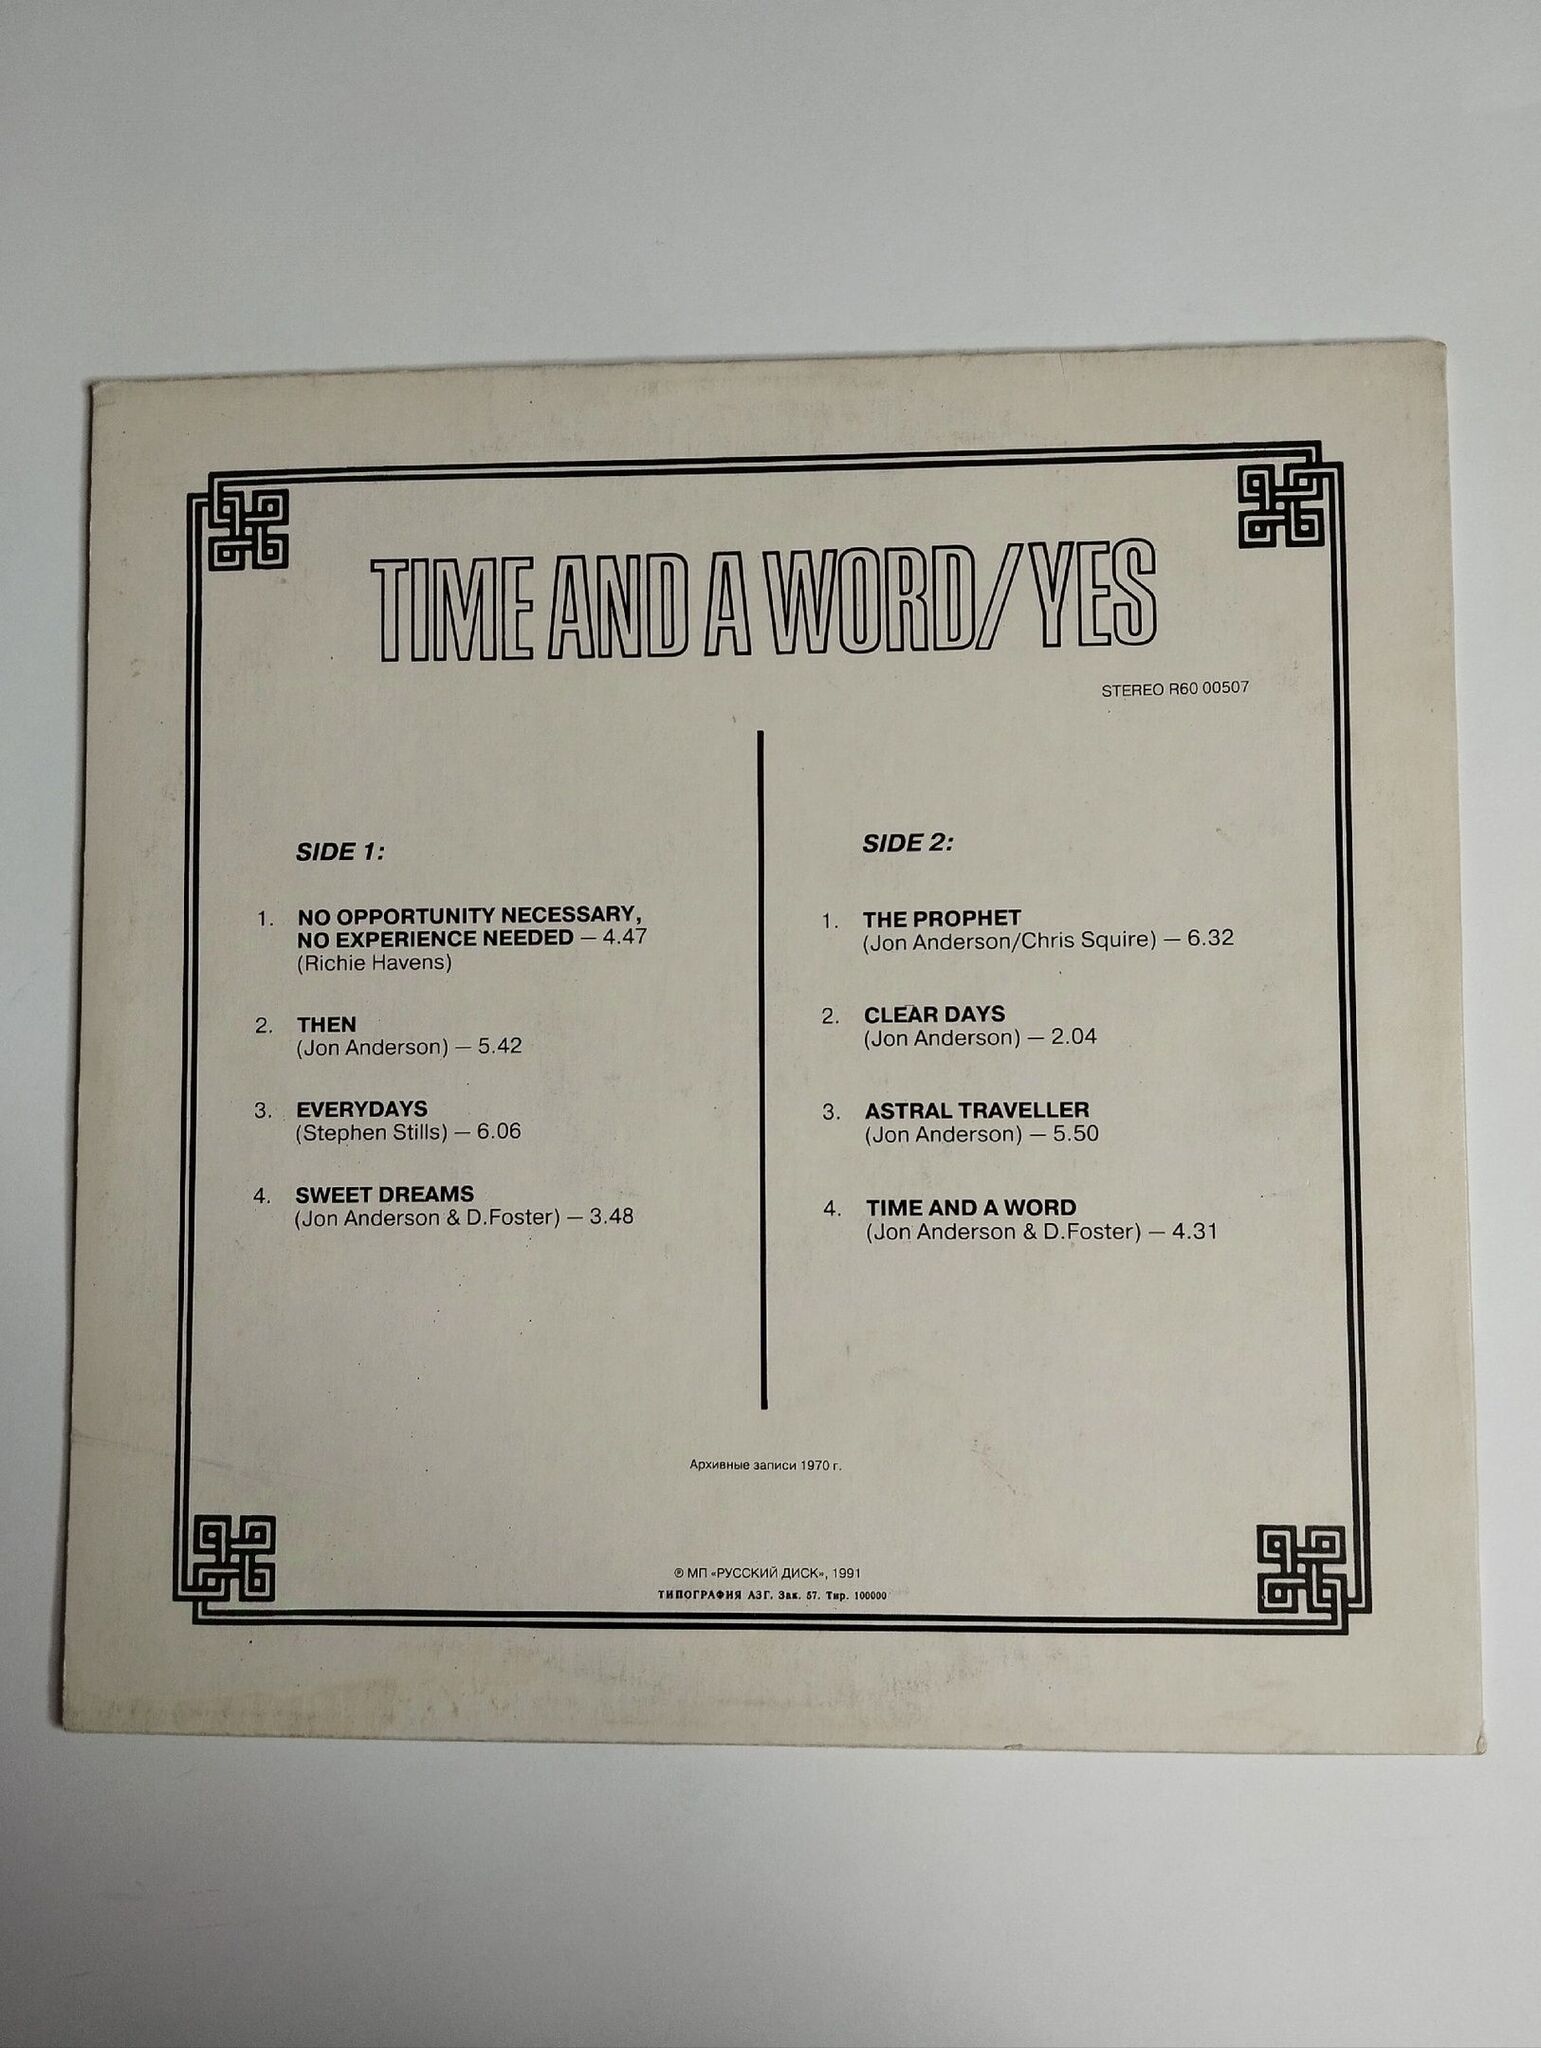 TIME AND A WORD/YES
STEREO R60 00507
SIDE 1:
1. NO OPPORTUNITY NECESSARY,
NO EXPERIENCE NEEDED — 4.47
(Richie Havens)
2. THEN
(Jon Anderson) — 5.42
3. EVERYDAYS
(Stephen Stills) — 6.06
4. SWEET DREAMS
(Jon Anderson & D.Foster) — 3.48
SIDE 2:
1. THE PROPHET
(Jon Anderson/Chris Squire) — 6.32
2. CLEAR DAYS
(Jon Anderson) — 2.04
3. ASTRAL TRAVELLER
(Jon Anderson) — 5.50
4. TIME AND A WORD
(Jon Anderson & D.Foster) — 4.31
Архивные записи 1970 г.
℗ МП «РУССКИЙ ДИСК», 1991
ТИПОГРАФИЯ АЗГ. Зак. 57. Тир. 100000